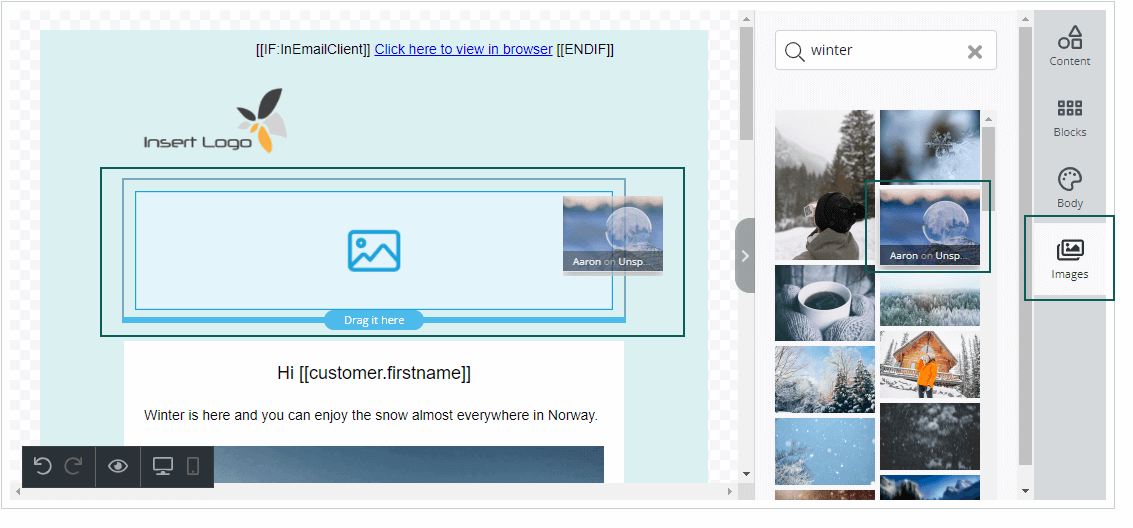 [[IF:InEmailClient]] Click here to view in browser [[ENDIF]]
Insert Logo
Aaron on Unsp...
Drag it here
Hi [[customer.firstname]]
Winter is here and you can enjoy the snow almost everywhere in Norway.
winter
Aaron on Unsp...
Content
Blocks
Body
Images